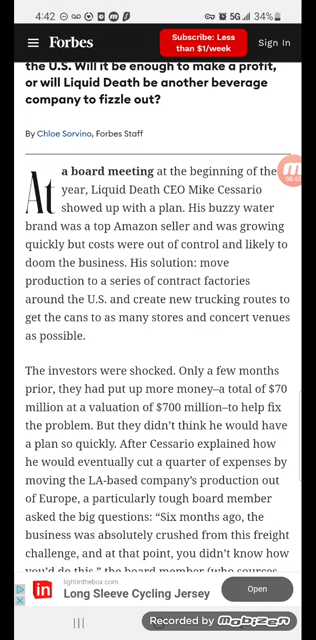 4:42
5G 34%
Forbes
Subscribe: Less
than $1/week
Sign In
the U.S. Will it be enough to make a profit,
or will Liquid Death be another beverage
company to fizzle out?
By Chloe Sorvino, Forbes Staff
At a board meeting at the beginning of the
year, Liquid Death CEO Mike Cessario
showed up with a plan. His buzzy water
brand was a top Amazon seller and was growing
quickly but costs were out of control and likely to
doom the business. His solution: move
production to a series of contract factories
around the U.S. and create new trucking routes to
get the cans to as many stores and concert venues
as possible.
The investors were shocked. Only a few months
prior, they had put up more money–a total of $70
million at a valuation of $700 million–to help fix
the problem. But they didn’t think he would have
a plan so quickly. After Cessario explained how
he would eventually cut a quarter of expenses by
moving the LA-based company’s production out
of Europe, a particularly tough board member
asked the big questions: “Six months ago, the
business was absolutely crushed from this freight
challenge, and at that point, you didn’t know how
you’d do this,” the board member (who sources
in
lightinthebox.com
Long Sleeve Cycling Jersey
Open
Recorded by Mobizen